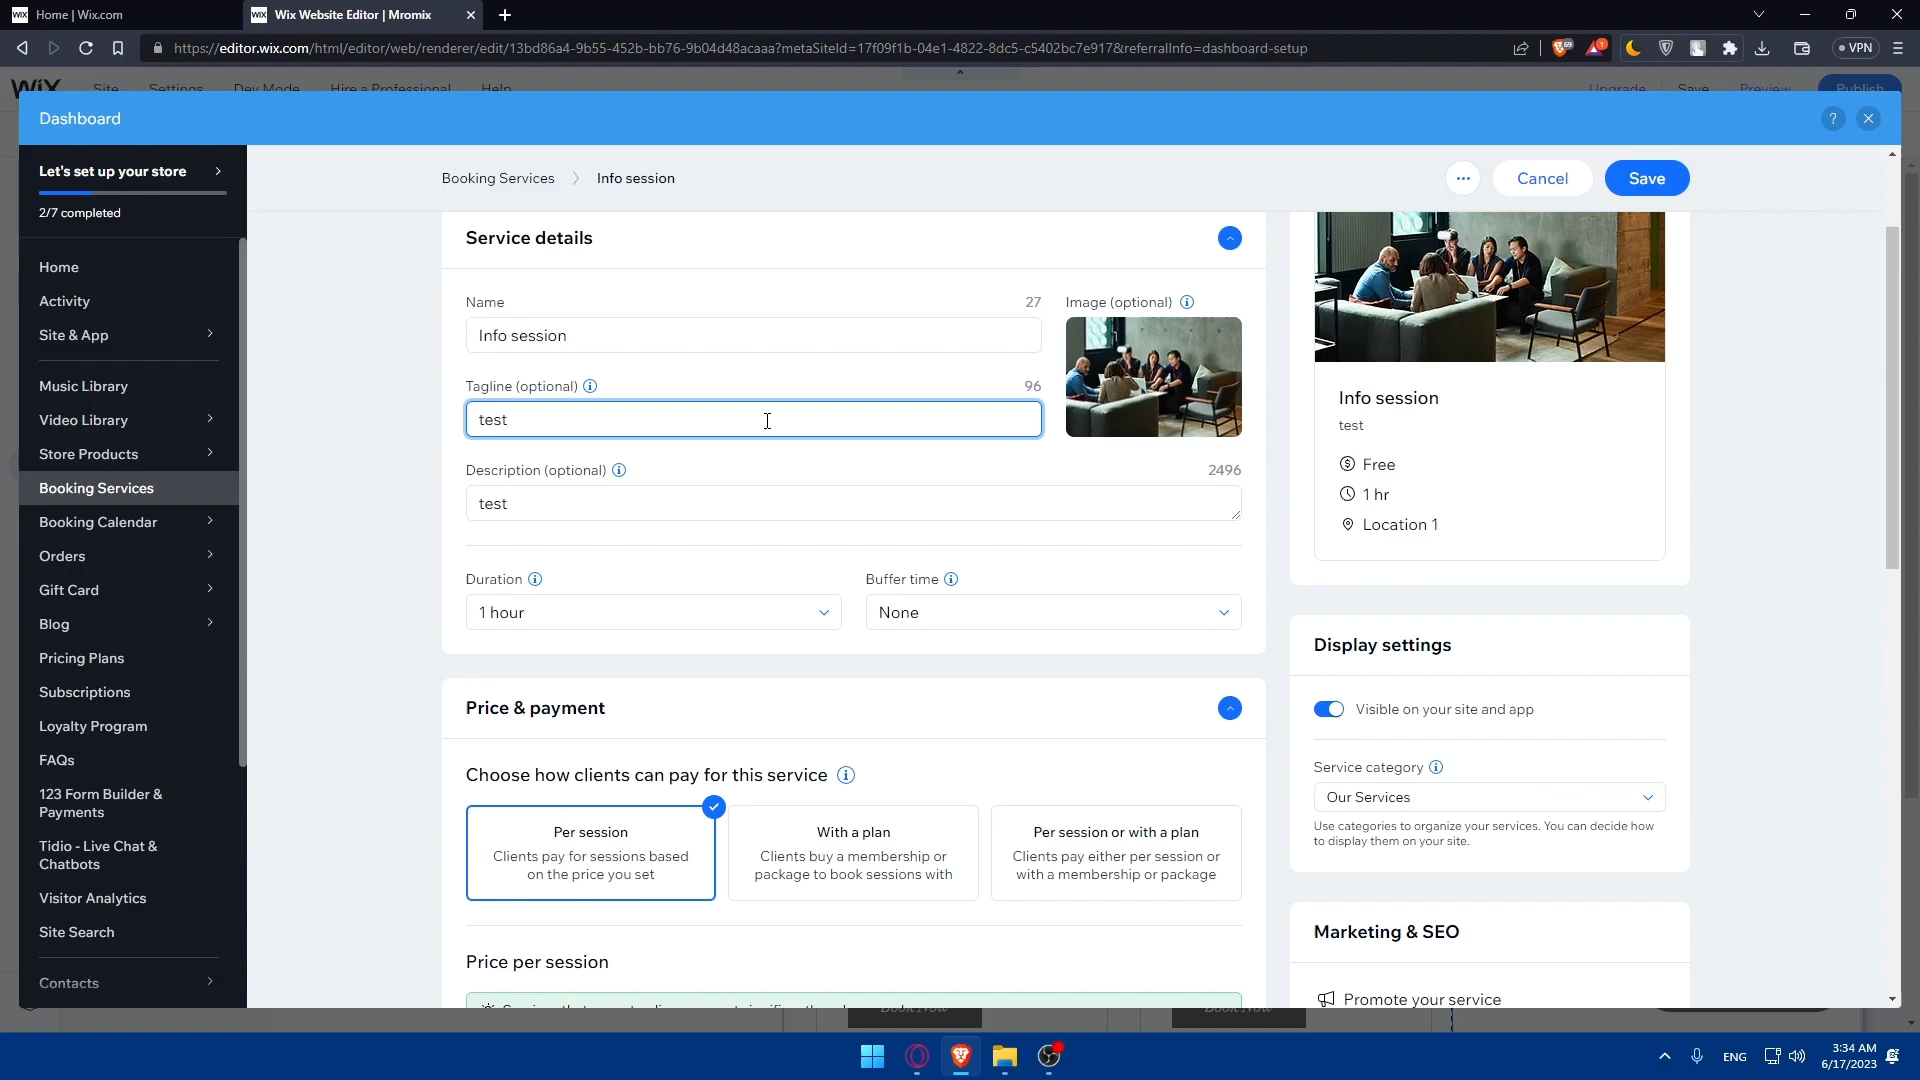 Home | Wix.com
Wix Website Editor | Mromix
https://editor.wix.com/html/editor/web/renderer/edit/13bd86a4-9b55-452b-bb76-9b04d48acaaa?metaSiteId=17f09f1b-04e1-4822-8dc5-c5402bc7e917&referralInfo=dashboard-setup
VPN
WiX Site Settings Dev Mode Hire a Professional Help Upgrade Save Preview Publish
Dashboard
Let's set up your store
2/7 completed
Home
Activity
Site & App
Music Library
Video Library
Store Products
Booking Services
Booking Calendar
Orders
Gift Card
Blog
Pricing Plans
Subscriptions
Loyalty Program
FAQs
123 Form Builder &
Payments
Tidio - Live Chat &
Chatbots
Visitor Analytics
Site Search
Contacts
Booking Services > Info session
Cancel
Save
Service details
Name 27
Info session
Image (optional)
Tagline (optional) 96
test
Description (optional) 2496
test
Duration
1 hour
Buffer time
None
Price & payment
Choose how clients can pay for this service
Per session
Clients pay for sessions based
on the price you set
With a plan
Clients buy a membership or
package to book sessions with
Per session or with a plan
Clients pay either per session or
with a membership or package
Price per session
Info session
test
Free
1 hr
Location 1
Display settings
Visible on your site and app
Service category
Our Services
Use categories to organize your services. You can decide how
to display them on your site.
Marketing & SEO
Promote your service
Book Now
Book Now
ENG
3:34 AM
6/17/2023